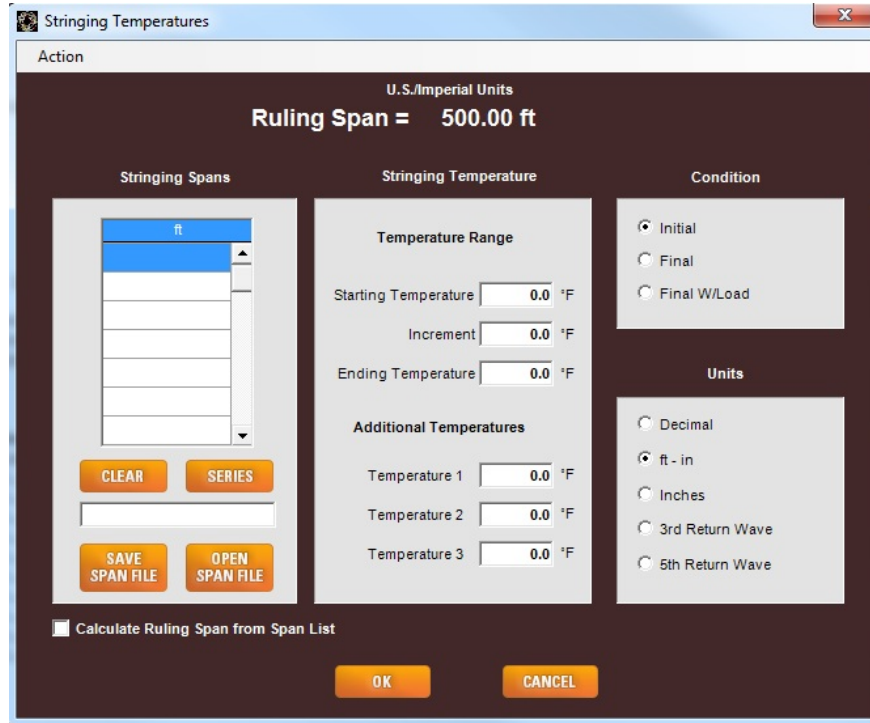 Stringing Temperatures
X
Action
U.S./Imperial Units
Ruling Span = 500.00 ft
Stringing Spans
ft
CLEAR
SERIES
SAVE
SPAN FILE
OPEN
SPAN FILE
Stringing Temperature
Temperature Range
Starting Temperature 0.0 °F
Increment 0.0 °F
Ending Temperature 0.0 °F
Additional Temperatures
Temperature 1 0.0 °F
Temperature 2 0.0 °F
Temperature 3 0.0 °F
Condition
Initial
Final
Final W/Load
Units
Decimal
ft - in
Inches
3rd Return Wave
5th Return Wave
Calculate Ruling Span from Span List
OK
CANCEL